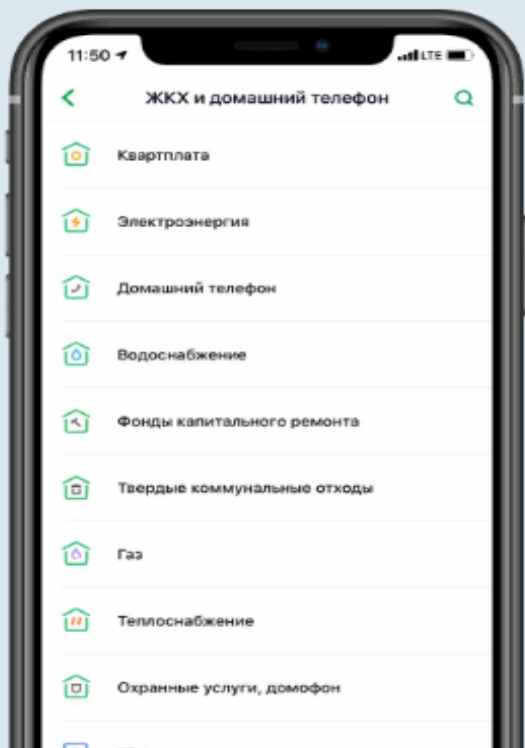 11:50
LTE
ЖКХ и домашний телефон
Квартплата
Электроэнергия
Домашний телефон
Водоснабжение
Фонды капитального ремонта
Твердые коммунальные отходы
Газ
Теплоснабжение
Охранные услуги, домофон